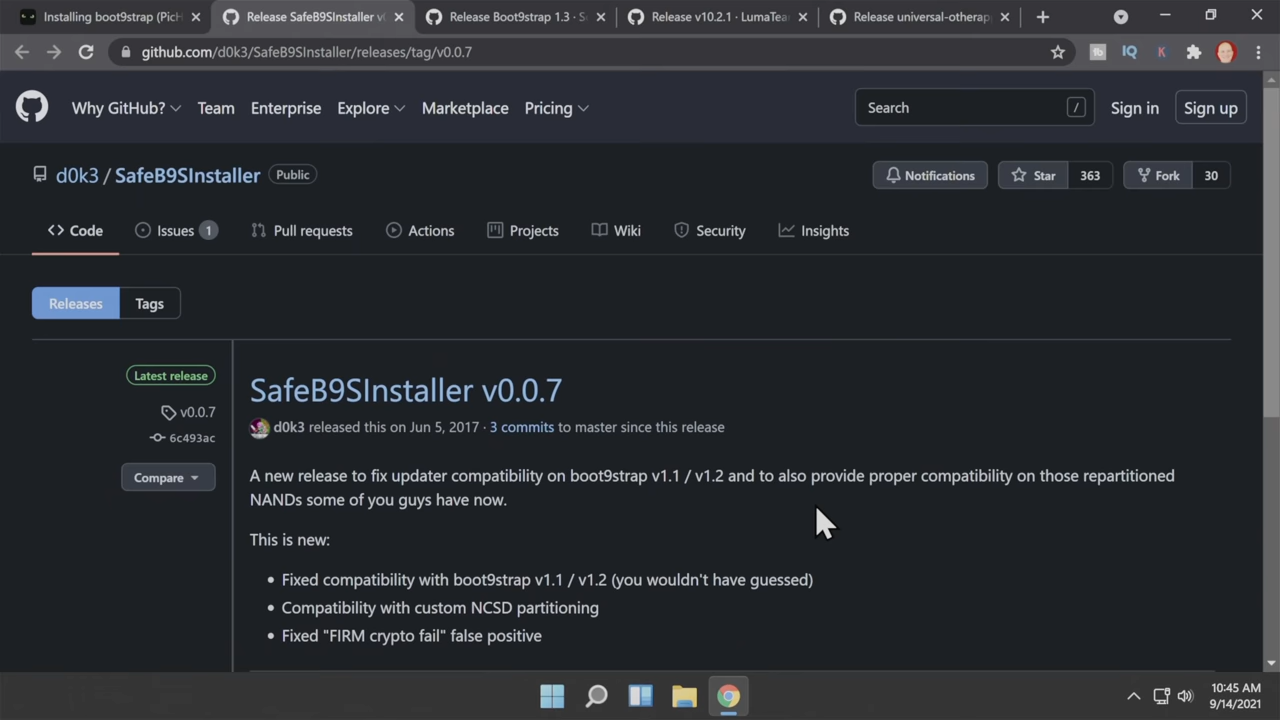 Installing boot9strap (PicH
Release SafeB9SInstaller v0
Release Boot9strap 1.3 · S
Release v10.2.1 · LumaTea
Release universal-otherapp
github.com/d0k3/SafeB9SInstaller/releases/tag/v0.0.7
Why GitHub? Team Enterprise Explore Marketplace Pricing
Search /
Sign in Sign up
d0k3 / SafeB9SInstaller Public
Notifications Star 363 Fork 30
Code Issues 1 Pull requests Actions Projects Wiki Security Insights
Releases Tags
Latest release
v0.0.7
6c493ac
Compare
SafeB9SInstaller v0.0.7
d0k3 released this on Jun 5, 2017 · 3 commits to master since this release
A new release to fix updater compatibility on boot9strap v1.1 / v1.2 and to also provide proper compatibility on those repartitioned
NANDs some of you guys have now.
This is new:
• Fixed compatibility with boot9strap v1.1 / v1.2 (you wouldn't have guessed)
• Compatibility with custom NCSD partitioning
• Fixed "FIRM crypto fail" false positive
10:45 AM
9/14/2021